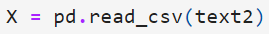 X = pd.read_csv(text2)